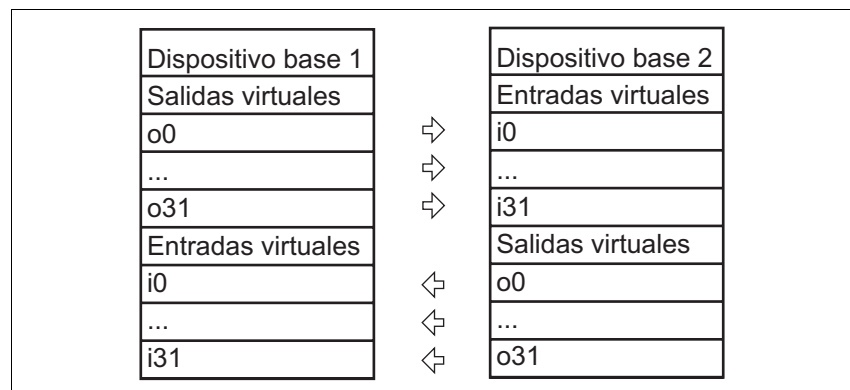 Dispositivo base 1
Salidas virtuales
o0
...
o31
Entradas virtuales
i0
...
i31
Dispositivo base 2
Entradas virtuales
i0
...
i31
Salidas virtuales
o0
...
o31